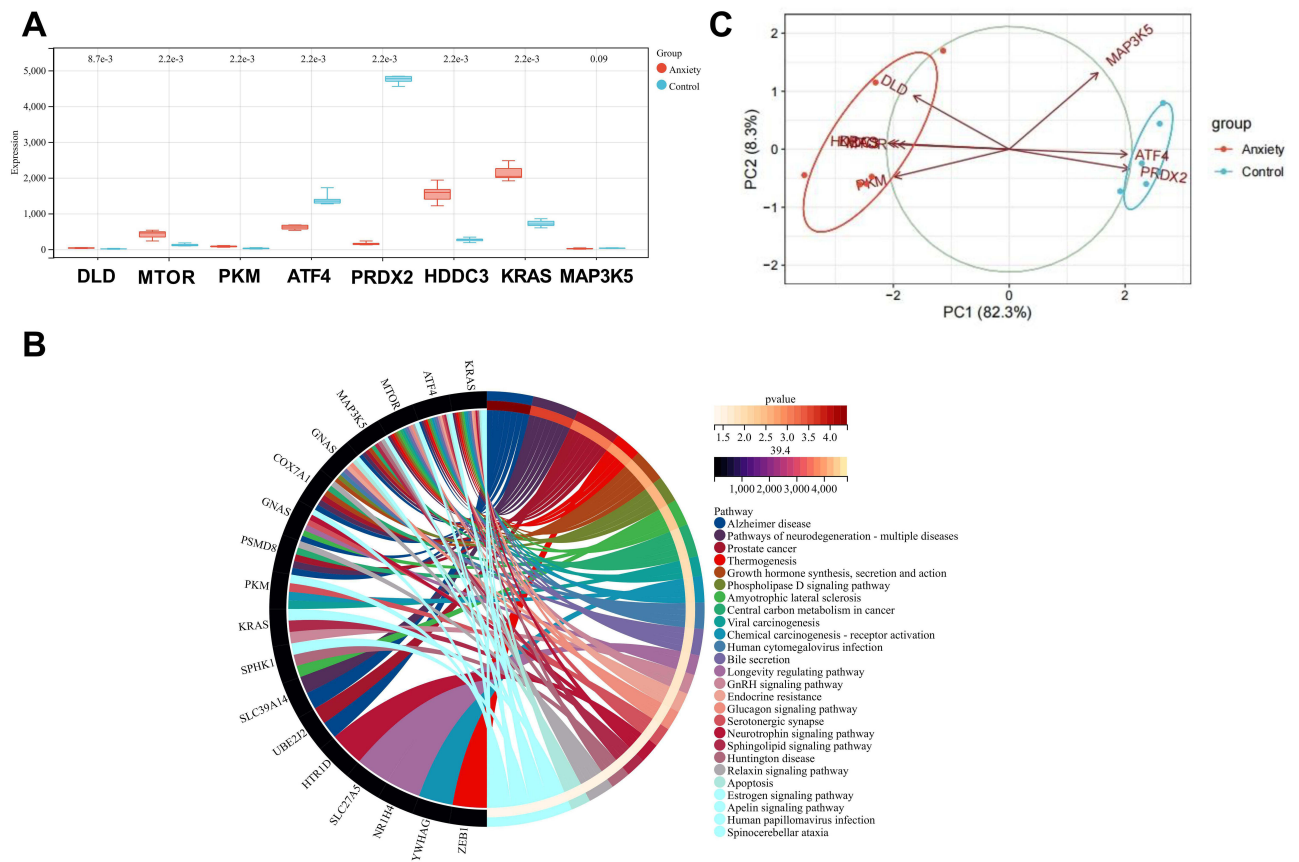 A
8.7e-3 2.2e-3 2.2e-3 2.2e-3 2.2e-3 2.2e-3 2.2e-3 0.09
Group
Anxiety
Control
Expression
5,000
4,000
3,000
2,000
1,000
0
DLD MTOR PKM ATF4 PRDX2 HDDC3 KRAS MAP3K5
C
PC2 (8.3%)
2
1
0
−1
−2
MAP3K5
DLD
ATF4
PRDX2
PKM
−2 0 2
PC1 (82.3%)
group
Anxiety
Control
B
KRAS
ATF4
MTOR
MAP3K5
GNAS
COX7A1
GNAS
PSMD8
PKM
KRAS
SPHK1
SLC39A14
UBE2J2
HTR1D
SLC27A5
NR1H4
YWHAG
ZEB1
pvalue
1.5 2.0 2.5 3.0 3.5 4.0
39.4
1,000 2,000 3,000 4,000
Pathway
Alzheimer disease
Pathways of neurodegeneration - multiple diseases
Prostate cancer
Thermogenesis
Growth hormone synthesis, secretion and action
Phospholipase D signaling pathway
Amyotrophic lateral sclerosis
Central carbon metabolism in cancer
Viral carcinogenesis
Chemical carcinogenesis - receptor activation
Human cytomegalovirus infection
Bile secretion
Longevity regulating pathway
GnRH signaling pathway
Endocrine resistance
Glucagon signaling pathway
Serotonergic synapse
Neurotrophin signaling pathway
Sphingolipid signaling pathway
Huntington disease
Relaxin signaling pathway
Apoptosis
Estrogen signaling pathway
Apelin signaling pathway
Human papillomavirus infection
Spinocerebellar ataxia